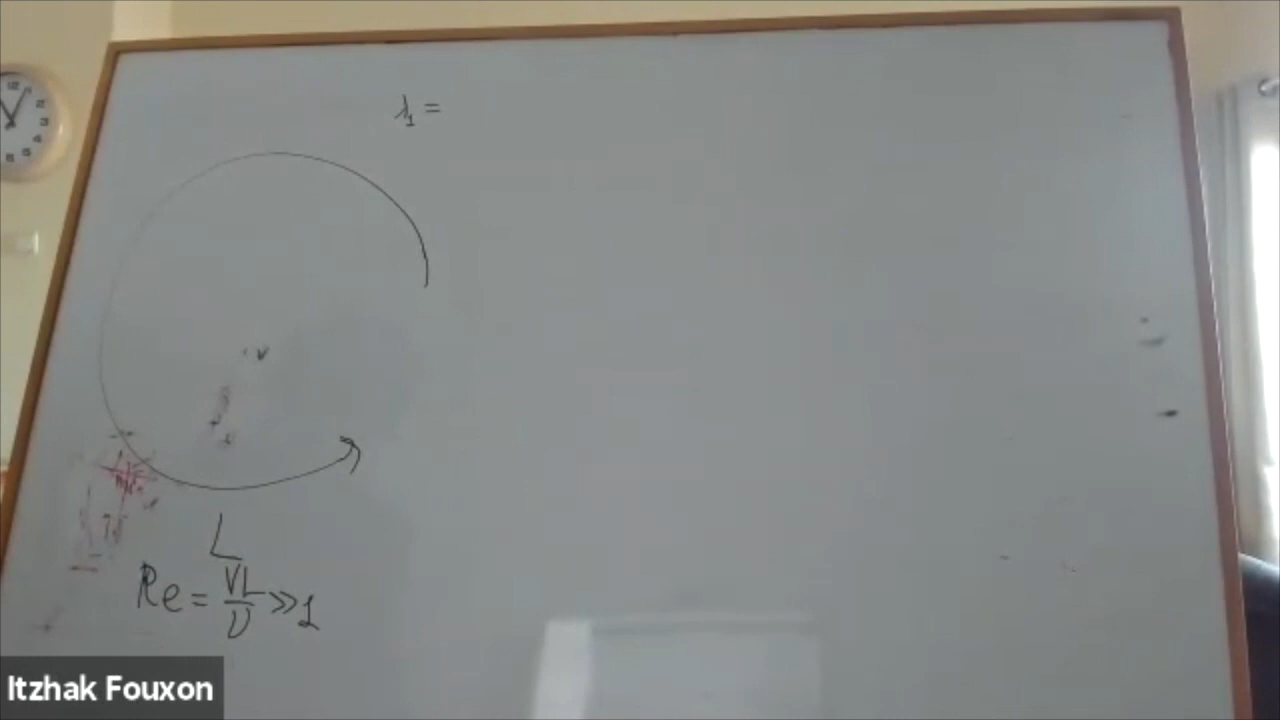 λ₁ =
v
L
Re = VL/ν >> 1
Itzhak Fouxon